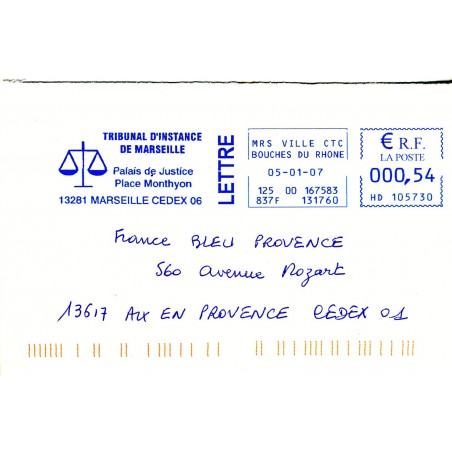 TRIBUNAL D'INSTANCE
DE MARSEILLE
Palais de Justice
Place Monthyon
13281 MARSEILLE CEDEX 06
LETTRE
MRS VILLE CTC
BOUCHES DU RHONE
05-01-07
125 00 167583
837F 131760
€ R.F.
LA POSTE
000,54
HD 105730
France BLEU PROVENCE
560 avenue Mozart
13617 AIX EN PROVENCE CEDEX 01